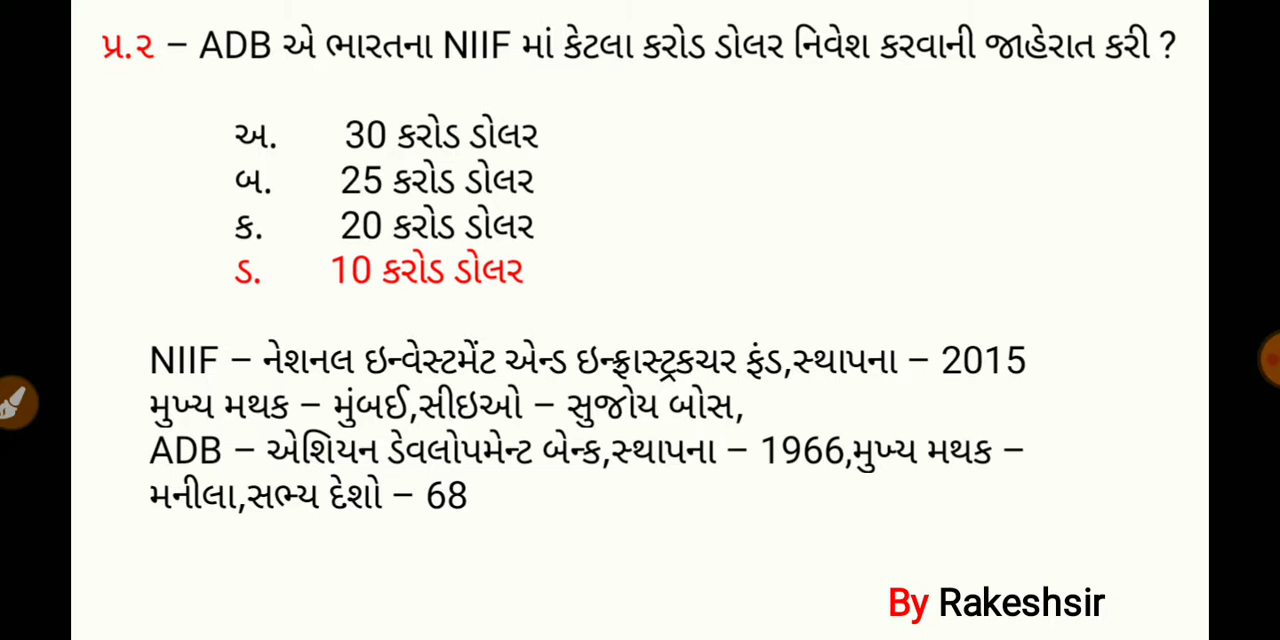 પ્ર.૨ – ADB એ ભારતના NIIF માં કેટલા કરોડ ડોલર નિવેશ કરવાની જાહેરાત કરી ?
અ. 30 કરોડ ડોલર
બ. 25 કરોડ ડોલર
ક. 20 કરોડ ડોલર
ડ. 10 કરોડ ડોલર
NIIF – નેશનલ ઇન્વેસ્ટમેંટ એન્ડ ઇન્ફ્રાસ્ટ્રકચર ફંડ,સ્થાપના – 2015
મુખ્ય મથક – મુંબઈ,સીઇઓ – સુજોય બોસ,
ADB – એશિયન ડેવલોપમેન્ટ બેન્ક,સ્થાપના – 1966,મુખ્ય મથક –
મનીલા,સભ્ય દેશો – 68
By Rakeshsir